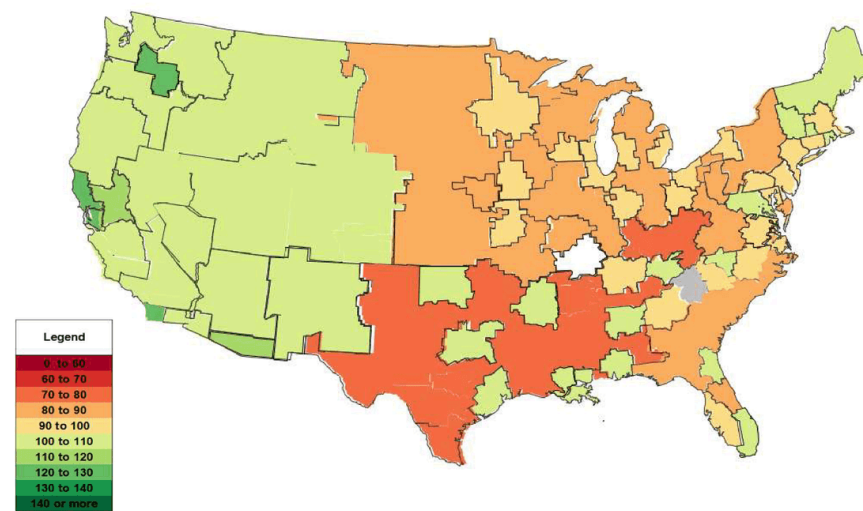 Legend
0 to 60
60 to 70
70 to 80
80 to 90
90 to 100
100 to 110
110 to 120
120 to 130
130 to 140
140 or more